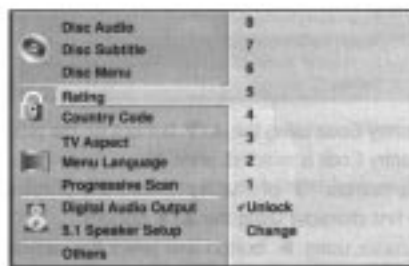 Disc Audio
Disc Subtitle
Disc Menu
Rating
Country Code
TV Aspect
Menu Language
Progressive Scan
Digital Audio Output
5.1 Speaker Setup
Others
8
7
6
5
4
3
2
1
✓Unlock
Change